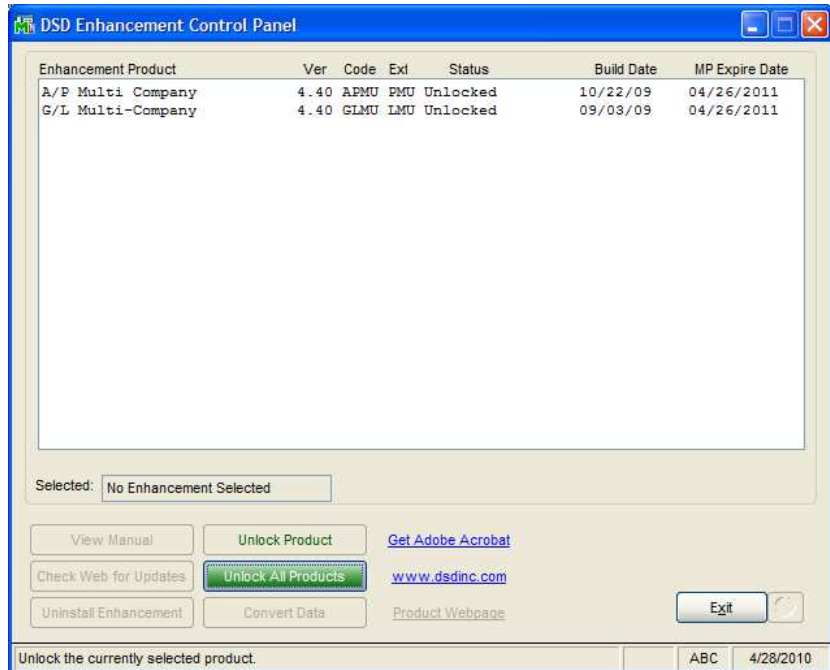 DSD Enhancement Control Panel
Enhancement Product Ver Code Ext Status Build Date MP Expire Date
A/P Multi Company 4.40 APMU PMU Unlocked 10/22/09 04/26/2011
G/L Multi-Company 4.40 GLMU LMU Unlocked 09/03/09 04/26/2011
Selected: No Enhancement Selected
View Manual Unlock Product Get Adobe Acrobat
Check Web for Updates Unlock All Products www.dsdinc.com
Uninstall Enhancement Convert Data Product Webpage Exit
Unlock the currently selected product. ABC 4/28/2010